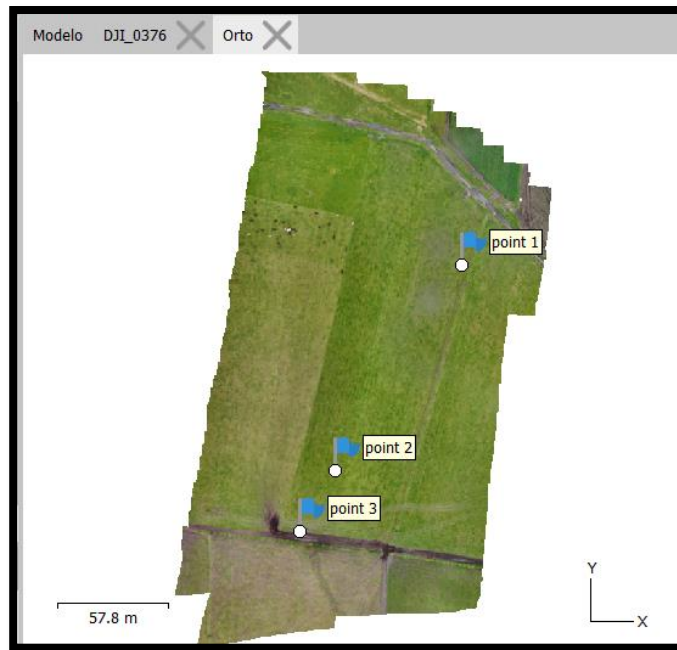 Modelo DJI_0376 Orto
point 1
point 2
point 3
57.8 m
Y
X